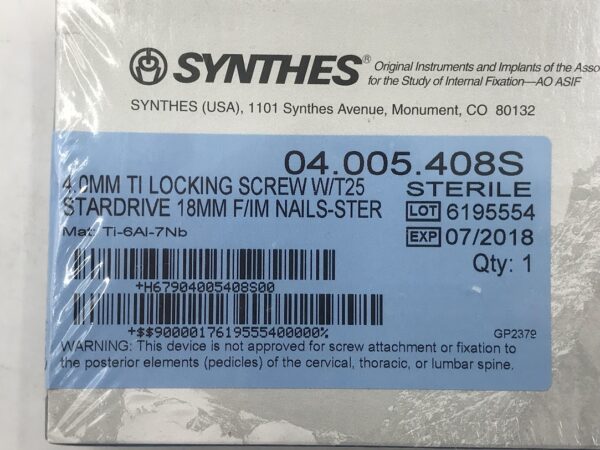 SYNTHES® Original Instruments and Implants of the
for the Study of Internal Fixation—AO ASIF
SYNTHES (USA), 1101 Synthes Avenue, Monument, CO 80132
04.005.408S
4.0MM TI LOCKING SCREW W/T25 STERILE
STARDRIVE 18MM F/IM NAILS-STER LOT 6195554
Mat: Ti-6Al-7Nb EXP 07/2018
Qty: 1
+H67904005408S00
+$$9000017619555400000%
GP2379
WARNING: This device is not approved for screw attachment or fixation to
the posterior elements (pedicles) of the cervical, thoracic, or lumbar spine.